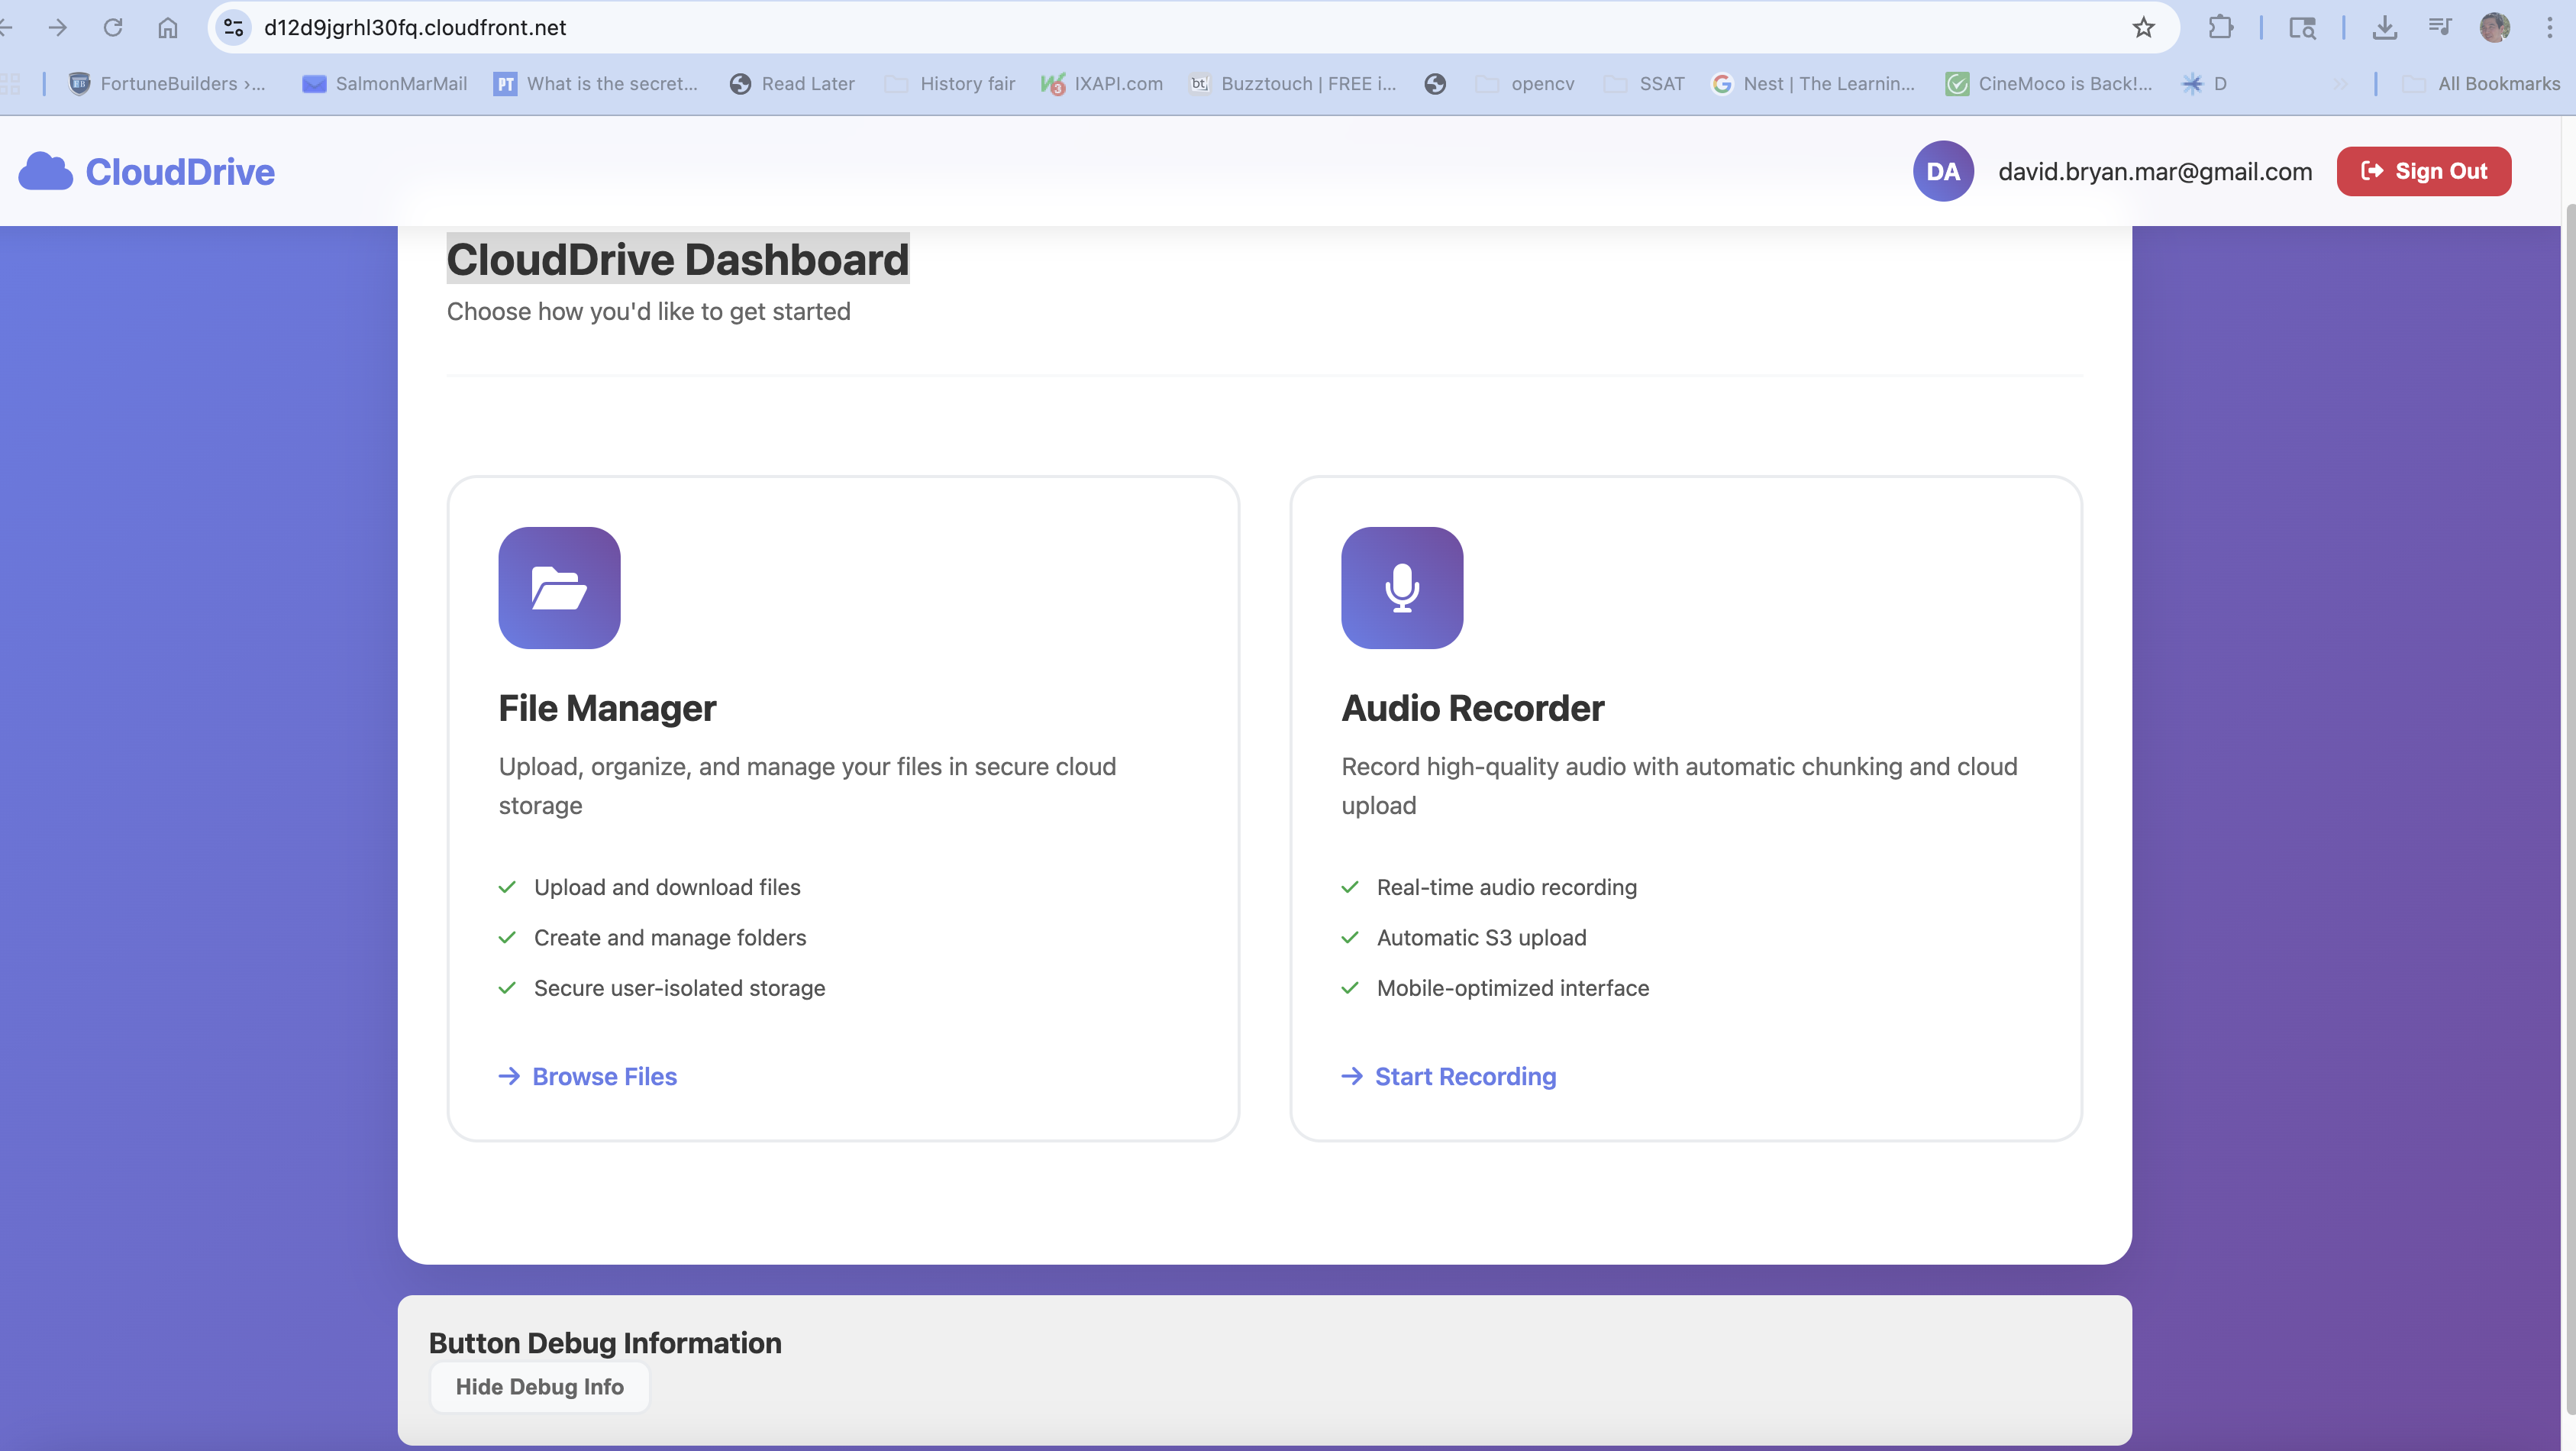 d12d9jgrhl30fq.cloudfront.net
FortuneBuilders ›... SalmonMarMail PT What is the secret... Read Later History fair IXAPI.com bt Buzztouch | FREE i... opencv SSAT Nest | The Learnin... CineMoco is Back!... D All Bookmarks
CloudDrive
DA david.bryan.mar@gmail.com Sign Out
CloudDrive Dashboard
Choose how you'd like to get started
File Manager
Upload, organize, and manage your files in secure cloud
storage
Upload and download files
Create and manage folders
Secure user-isolated storage
Browse Files
Audio Recorder
Record high-quality audio with automatic chunking and cloud
upload
Real-time audio recording
Automatic S3 upload
Mobile-optimized interface
Start Recording
Button Debug Information
Hide Debug Info